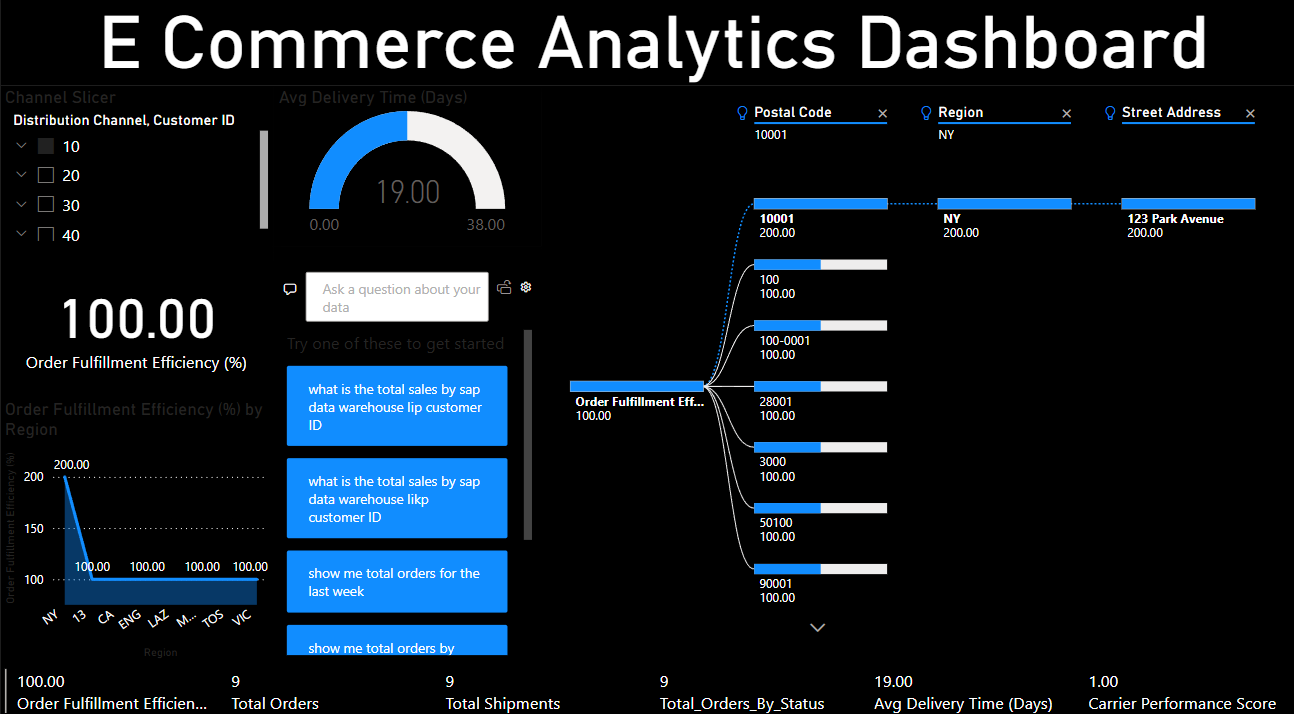 E Commerce Analytics Dashboard
Channel Slicer
Distribution Channel, Customer ID
10
20
30
40
100.00
Order Fulfillment Efficiency (%)
Order Fulfillment Efficiency (%) by
Region
Order Fulfillment Efficiency (%)
200.00
200
150
100.00
100.00
100.00
100.00
100
NY
13
CA
ENG
LAZ
M...
TOS
VIC
Region
Avg Delivery Time (Days)
19.00
0.00
38.00
Ask a question about your
data
Try one of these to get started
what is the total sales by sap
data warehouse lip customer
ID
what is the total sales by sap
data warehouse likp
customer ID
show me total orders for the
last week
show me total orders by
Postal Code
10001
Region
NY
Street Address
Order Fulfillment Eff...
100.00
10001
200.00
NY
200.00
123 Park Avenue
200.00
100
100.00
100-0001
100.00
28001
100.00
3000
100.00
50100
100.00
90001
100.00
100.00
Order Fulfillment Efficien...
9
Total Orders
9
Total Shipments
9
Total_Orders_By_Status
19.00
Avg Delivery Time (Days)
1.00
Carrier Performance Score